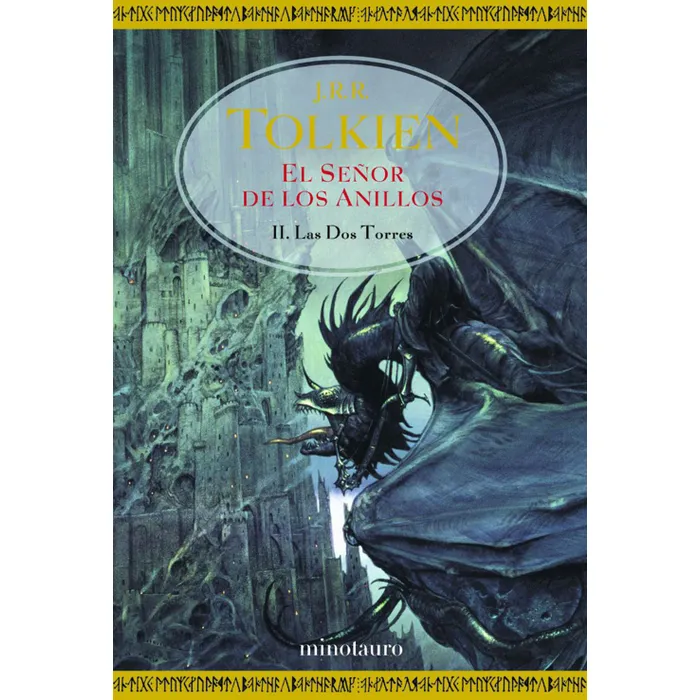 J.R.R.
TOLKIEN
EL SEÑOR
DE LOS ANILLOS
II. LAS DOS TORRES
minotauro